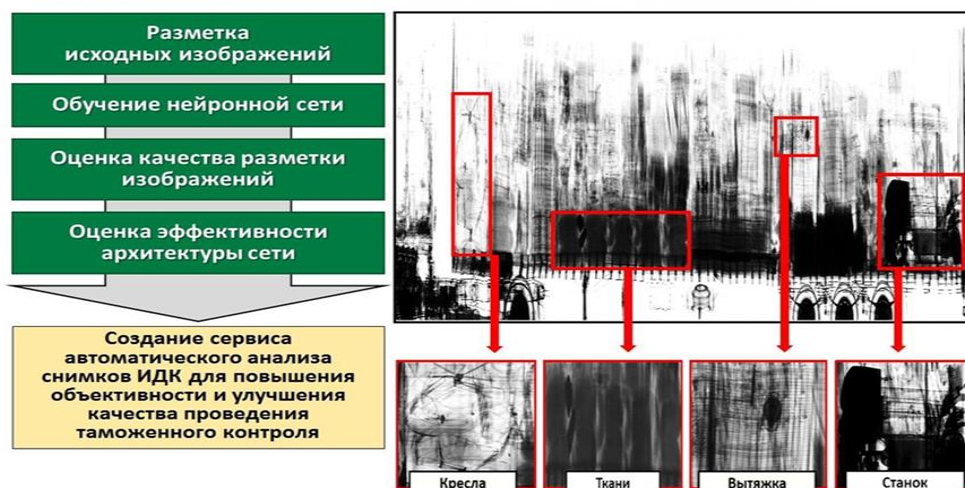 Разметка
исходных изображений
Обучение нейронной сети
Оценка качества разметки
изображений
Оценка эффективности
архитектуры сети
Создание сервиса
автоматического анализа
снимков ИДК для повышения
объективности и улучшения
качества проведения
таможенного контроля
Кресла
Ткани
Вытяжка
Станок